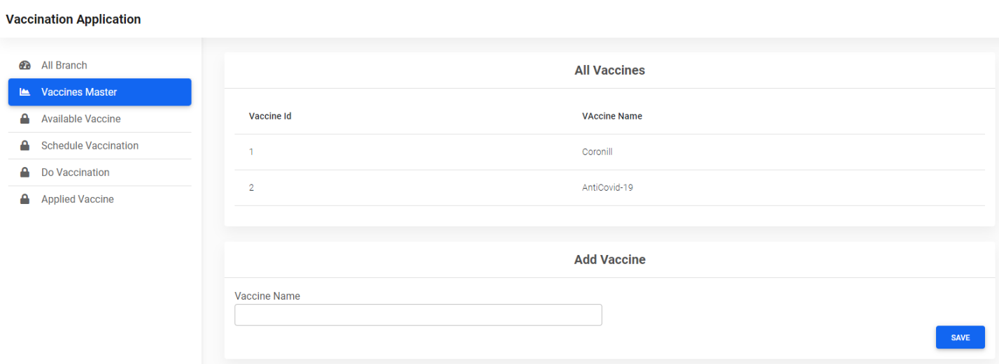 Vaccination Application
All Branch
Vaccines Master
Available Vaccine
Schedule Vaccination
Do Vaccination
Applied Vaccine
All Vaccines
Vaccine Id VAccine Name
1 Coronill
2 AntiCovid-19
Add Vaccine
Vaccine Name
SAVE